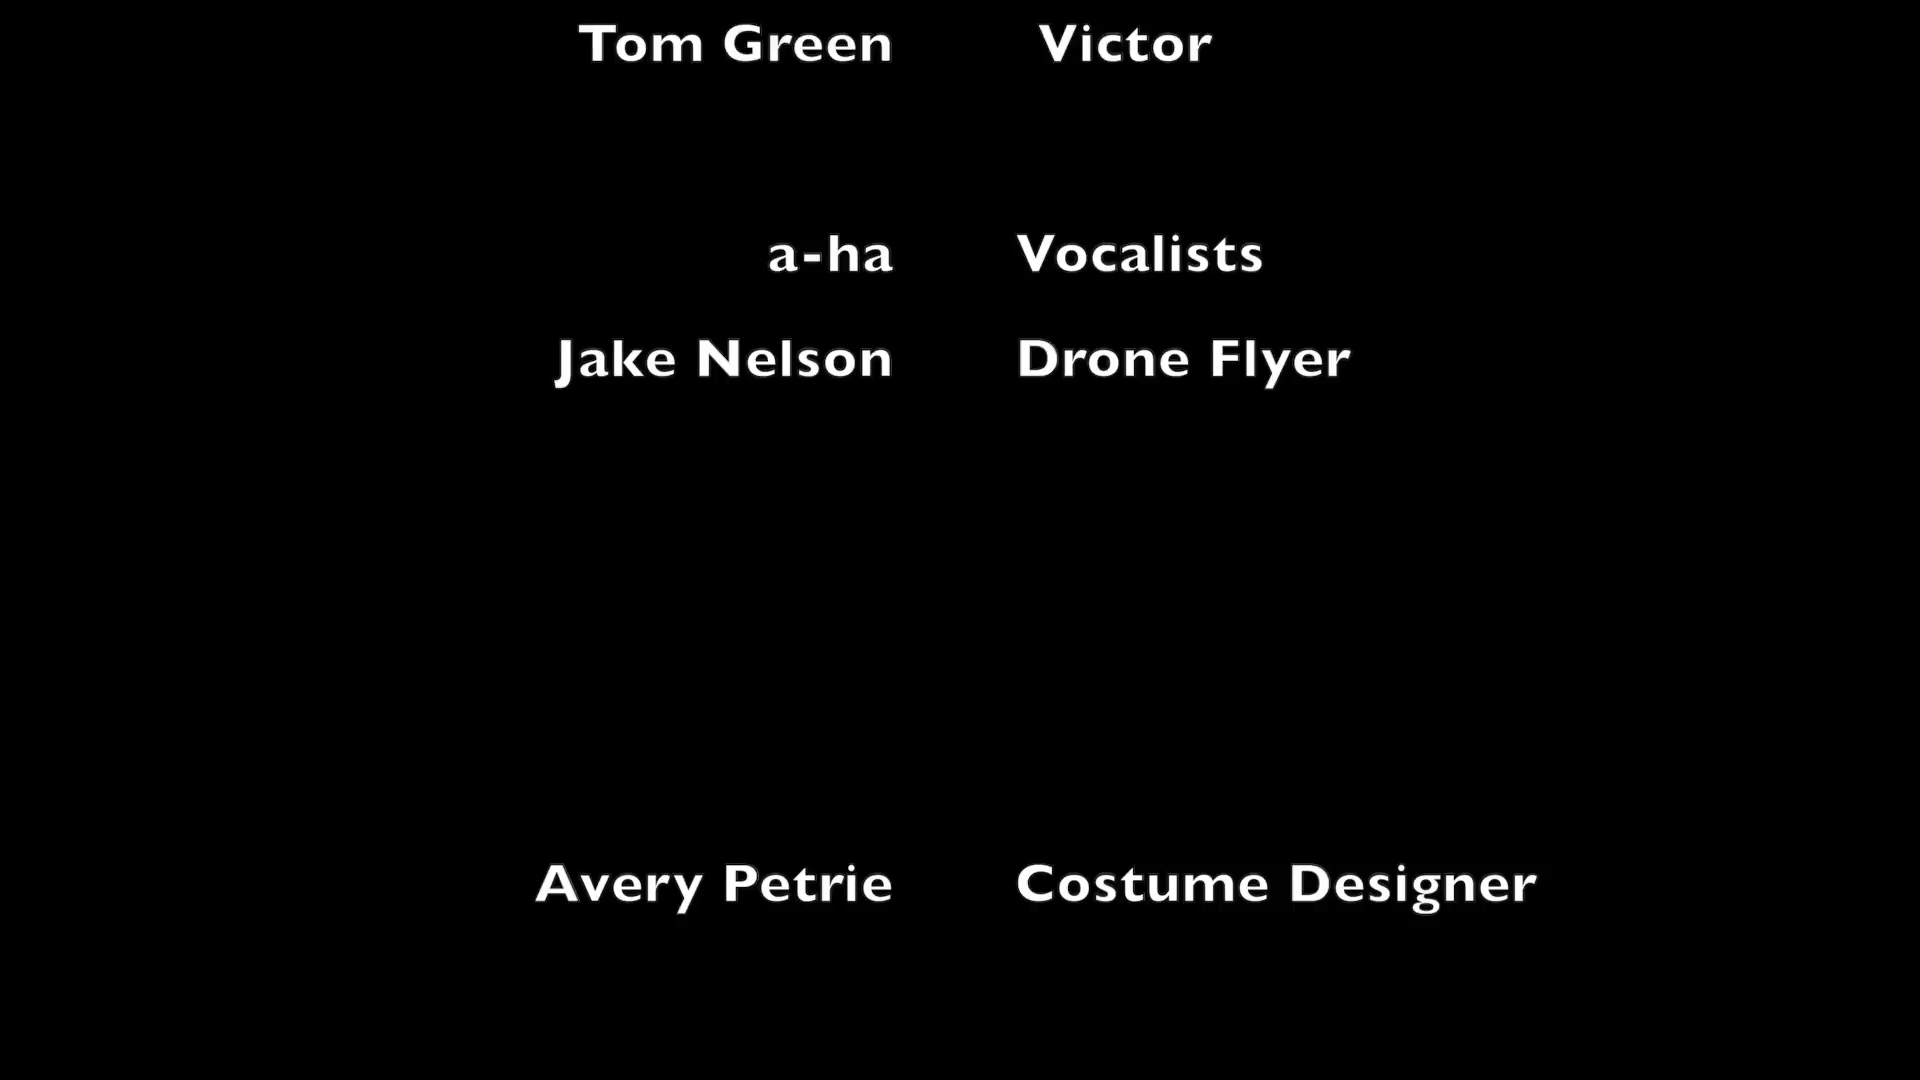 Tom Green Victor
a-ha Vocalists
Jake Nelson Drone Flyer
Avery Petrie Costume Designer